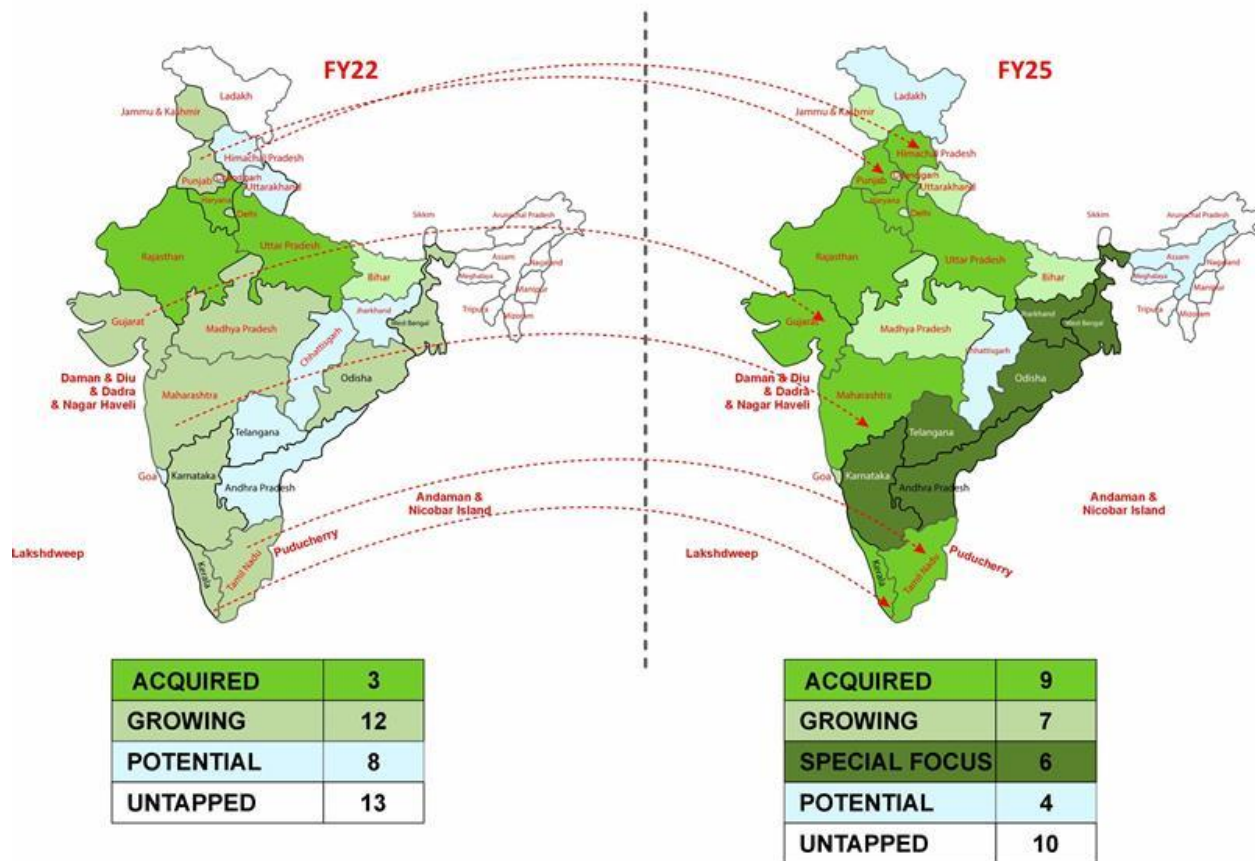 FY22
Ladakh
Jammu & Kashmir
Himachal Pradesh
Punjab
Chandigarh
Uttarakhand
Haryana
Delhi
Rajasthan
Uttar Pradesh
Sikkim
Arunachal Pradesh
Assam
Nagaland
Meghalaya
Manipur
Tripura
Mizoram
Bihar
Jharkhand
West Bengal
Gujarat
Madhya Pradesh
Chhattisgarh
Odisha
Daman & Diu
& Dadra
& Nagar Haveli
Maharashtra
Telangana
Goa
Karnataka
Andhra Pradesh
Andaman &
Nicobar Island
Lakshdweep
Kerala
Tamil Nadu
Puducherry
ACQUIRED 3
GROWING 12
POTENTIAL 8
UNTAPPED 13
FY25
Ladakh
Jammu & Kashmir
Himachal Pradesh
Punjab
Chandigarh
Uttarakhand
Haryana
Delhi
Rajasthan
Uttar Pradesh
Sikkim
Arunachal Pradesh
Assam
Nagaland
Meghalaya
Manipur
Tripura
Mizoram
Bihar
Jharkhand
West Bengal
Gujarat
Madhya Pradesh
Chhattisgarh
Odisha
Daman & Diu
& Dadra
& Nagar Haveli
Maharashtra
Telangana
Goa
Karnataka
Andhra Pradesh
Andaman &
Nicobar Island
Lakshdweep
Kerala
Tamil Nadu
Puducherry
ACQUIRED 9
GROWING 7
SPECIAL FOCUS 6
POTENTIAL 4
UNTAPPED 10